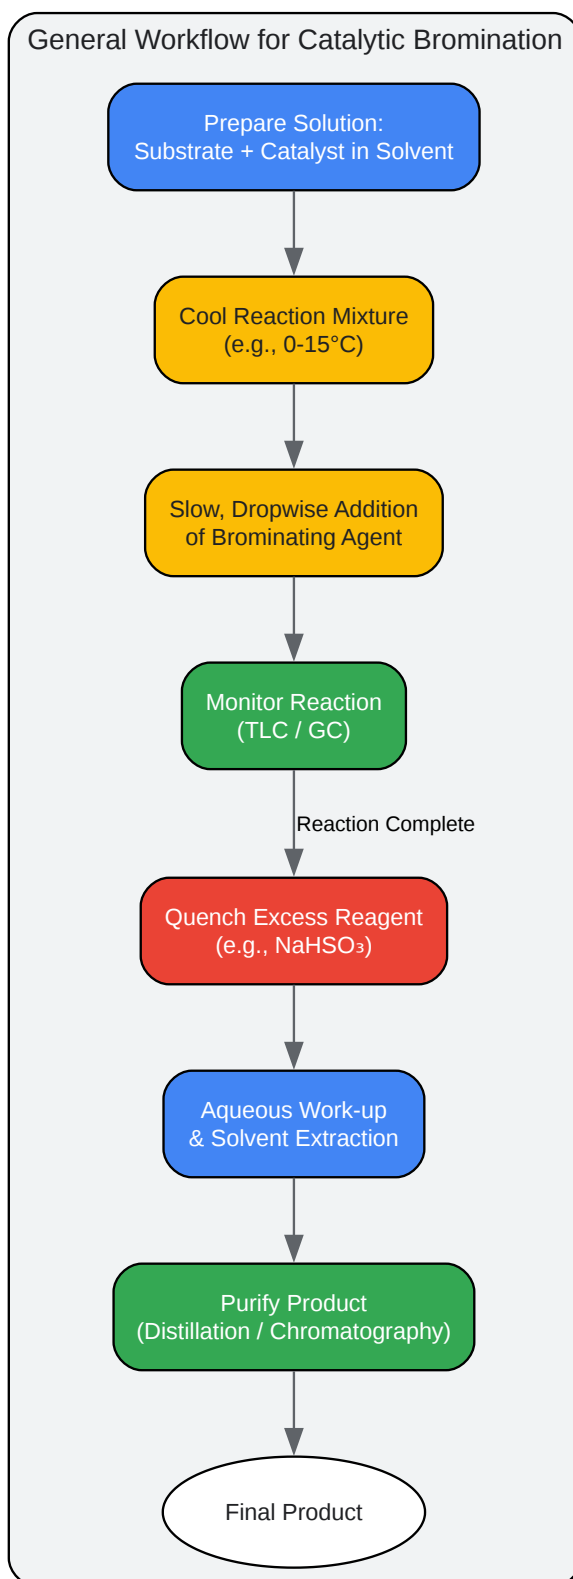 General Workflow for Catalytic Bromination
Prepare Solution:
Substrate + Catalyst in Solvent
Cool Reaction Mixture
(e.g., 0-15°C)
Slow, Dropwise Addition
of Brominating Agent
Monitor Reaction
(TLC / GC)
Reaction Complete
Quench Excess Reagent
(e.g., NaHSO₃)
Aqueous Work-up
& Solvent Extraction
Purify Product
(Distillation / Chromatography)
Final Product